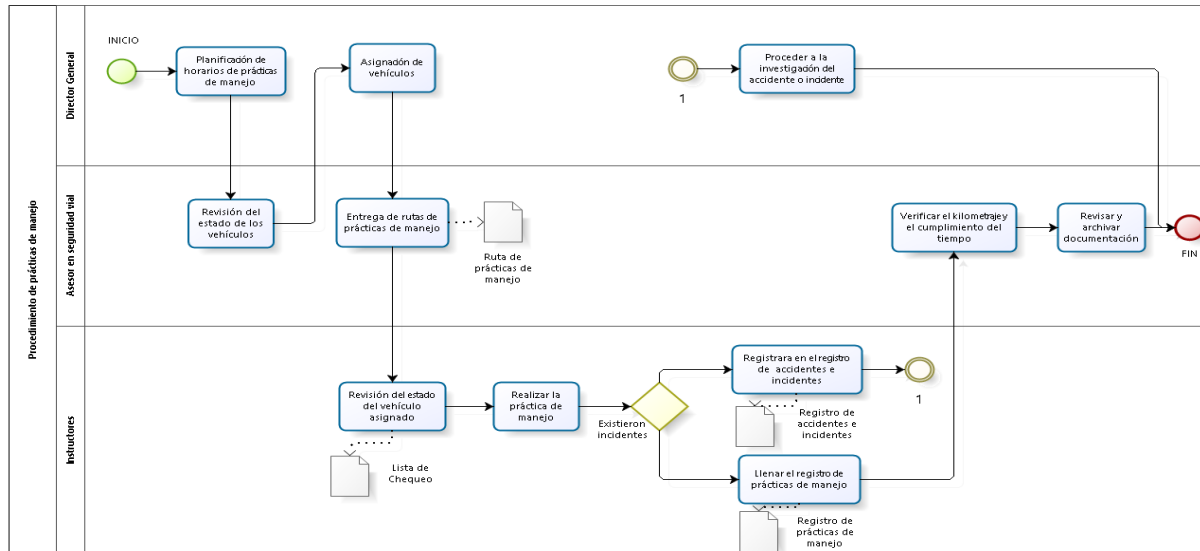 Procedimiento de prácticas de manejo
Director General
INICIO
Planificación de
horarios de prácticas
de manejo
Asignación de
vehículos
1
Proceder a la
investigación del
accidente o incidente
Asesor en seguridad vial
Revisión del
estado de los
vehículos
Entrega de rutas de
prácticas de manejo
Ruta de
prácticas de
manejo
Verificar el kilometraje y
el cumplimiento del
tiempo
Revisar y
archivar
documentación
FIN
Instructores
Revisión del estado
del vehículo
asignado
Lista de
Chequeo
Realizar la
práctica de
manejo
Existieron
incidentes
Registrara en el registro
de accidentes e
incidentes
Registro de
accidentes e
incidentes
1
Llenar el registro de
prácticas de manejo
Registro de
prácticas de
manejo